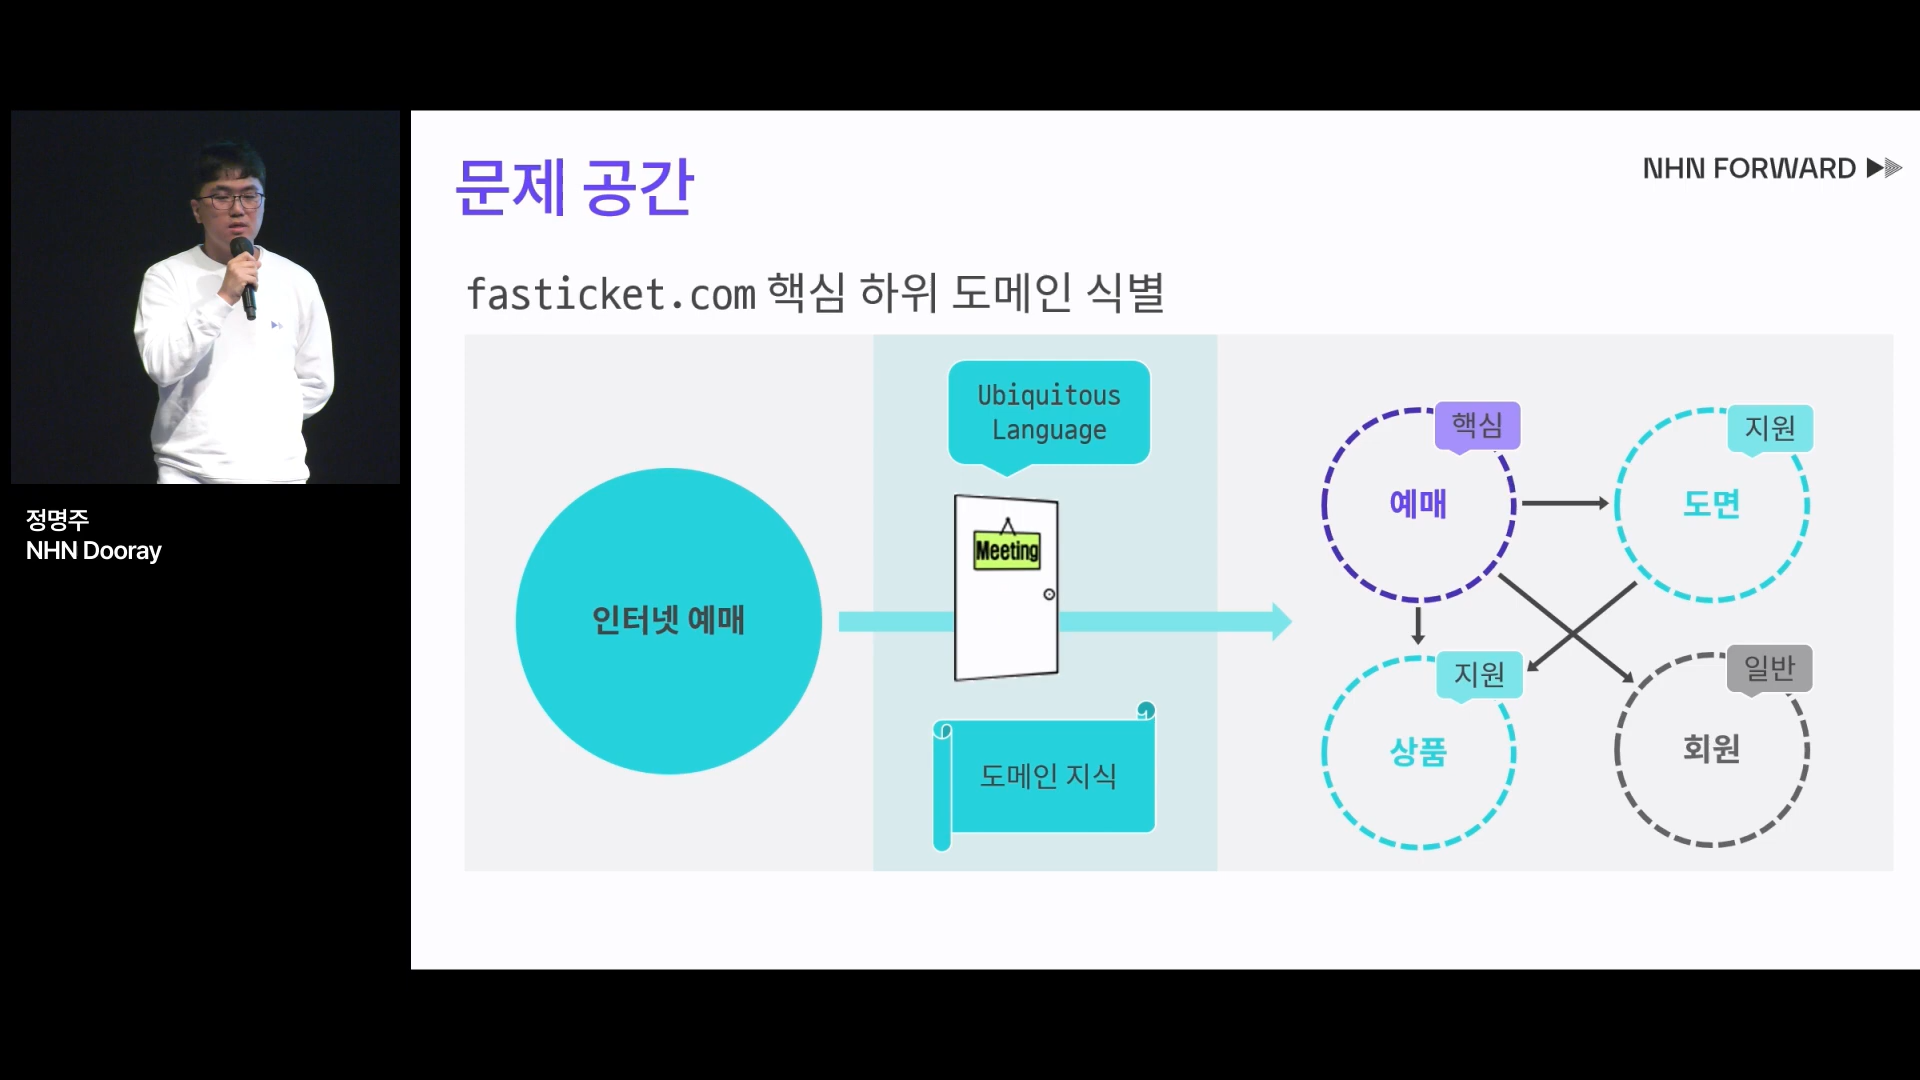 정명주
NHN Dooray
문제 공간
NHN FORWARD
fasticket.com 핵심 하위 도메인 식별
인터넷 예매
Ubiquitous
Language
Meeting
도메인 지식
핵심
예매
지원
도면
지원
상품
일반
회원